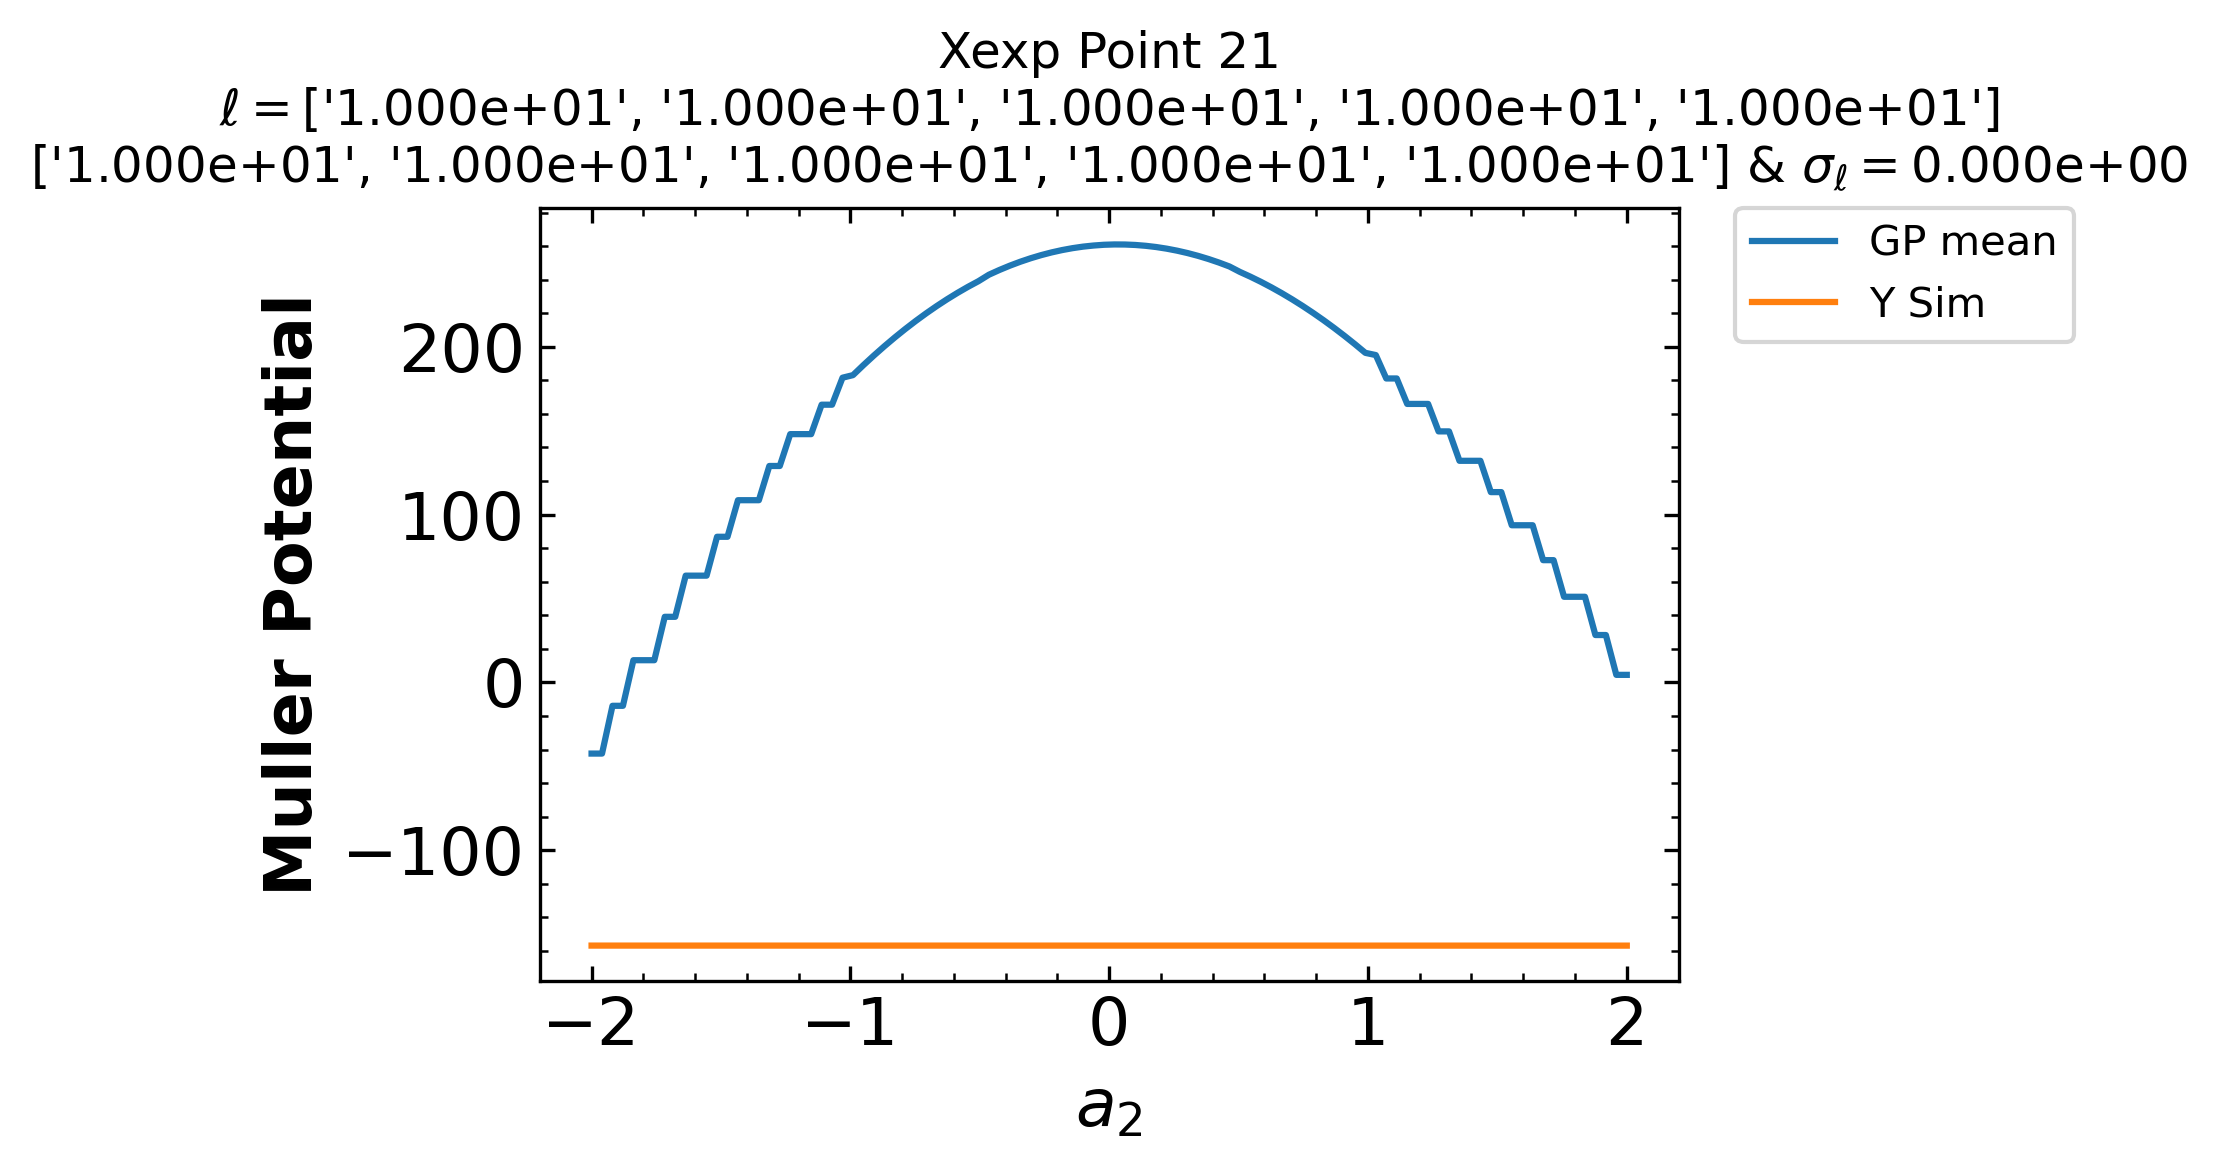 Xexp Point 21
ℓ = ['1.000e+01', '1.000e+01', '1.000e+01', '1.000e+01', '1.000e+01']
['1.000e+01', '1.000e+01', '1.000e+01', '1.000e+01', '1.000e+01'] & σℓ = 0.000e+00
GP mean
Y Sim
Muller Potential
200
100
0
−100
−2 −1 0 1 2
a₂